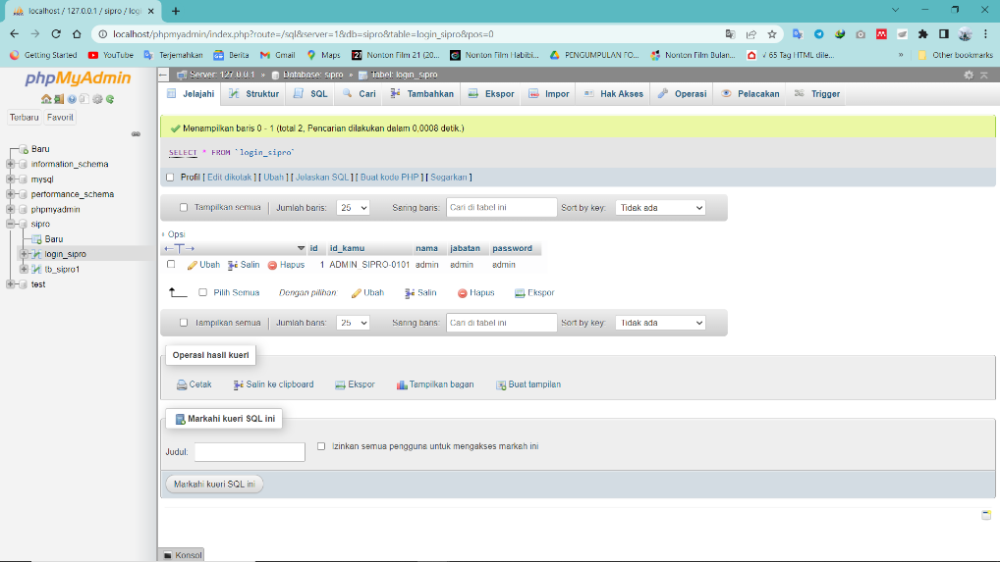 localhost / 127.0.0.1 / sipro / logi
localhost/phpmyadmin/index.php?route=/sql&server=1&db=sipro&table=login_sipro&pos=0
Getting Started YouTube Terjemahkan Berita Gmail Maps Nonton Film 21 (20... Nonton Film Habibi... PENGUMPULAN FO... Nonton Film Bulan... √ 65 Tag HTML dile... » Other bookmarks
phpMyAdmin
Terbaru Favorit
Baru
information_schema
mysql
performance_schema
phpmyadmin
sipro
Baru
login_sipro
tb_sipro1
test
Server: 127.0.0.1 » Database: sipro » Tabel: login_sipro
Jelajahi Struktur SQL Cari Tambahkan Ekspor Impor Hak Akses Operasi Pelacakan Trigger
Menampilkan baris 0 - 1 (total 2, Pencarian dilakukan dalam 0,0008 detik.)
SELECT * FROM `login_sipro`
Profil [ Edit dikotak ] [ Ubah ] [ Jelaskan SQL ] [ Buat kode PHP ] [ Segarkan ]
Tampilkan semua Jumlah baris: 25 Saring baris: Cari di tabel ini Sort by key: Tidak ada
+ Opsi
←T→ id id_kamu nama jabatan password
Ubah Salin Hapus 1 ADMIN_SIPRO-0101 admin admin admin
Pilih Semua Dengan pilihan: Ubah Salin Hapus Ekspor
Tampilkan semua Jumlah baris: 25 Saring baris: Cari di tabel ini Sort by key: Tidak ada
Operasi hasil kueri
Cetak Salin ke clipboard Ekspor Tampilkan bagan Buat tampilan
Markahi kueri SQL ini
Judul: Izinkan semua pengguna untuk mengakses markah ini
Markahi kueri SQL ini
Konsol